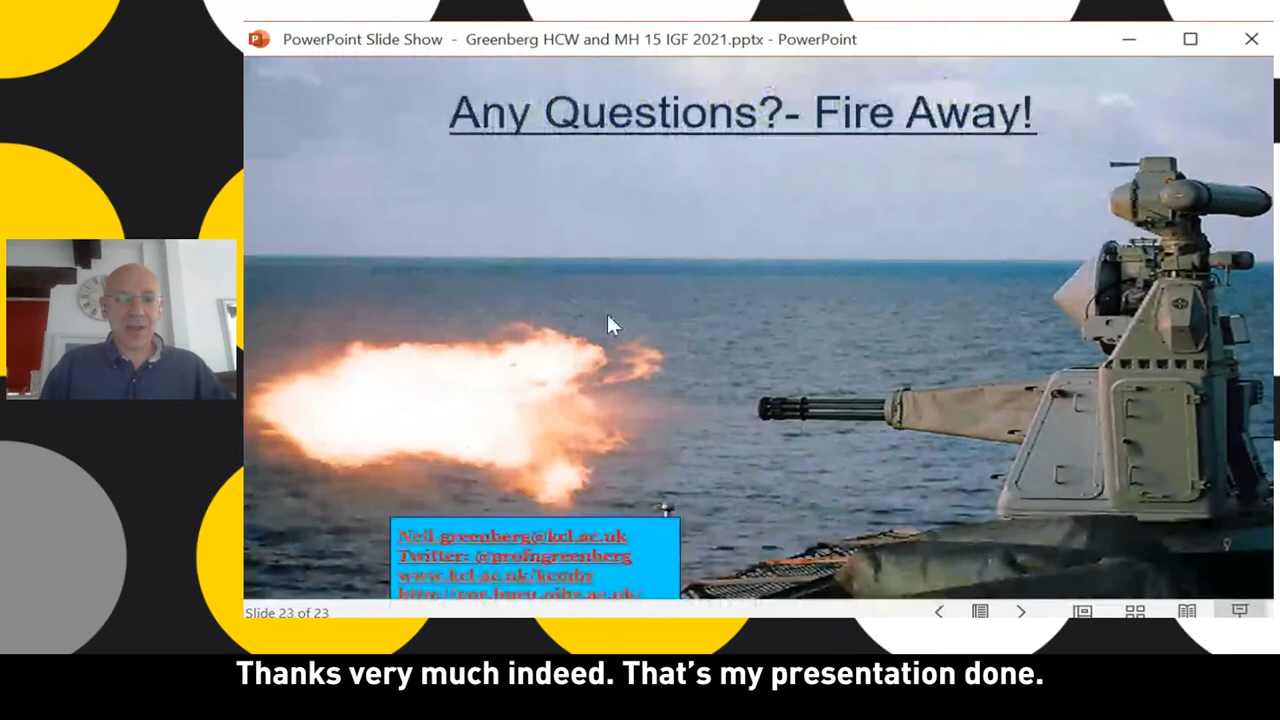 PowerPoint Slide Show - Greenberg HCW and MH 15 IGF 2021.pptx - PowerPoint
Any Questions?- Fire Away!
Neil.greenberg@kcl.ac.uk
Twitter: @profngreenberg
www.kcl.ac.uk/kcmhr
Slide 23 of 23
Thanks very much indeed. That’s my presentation done.